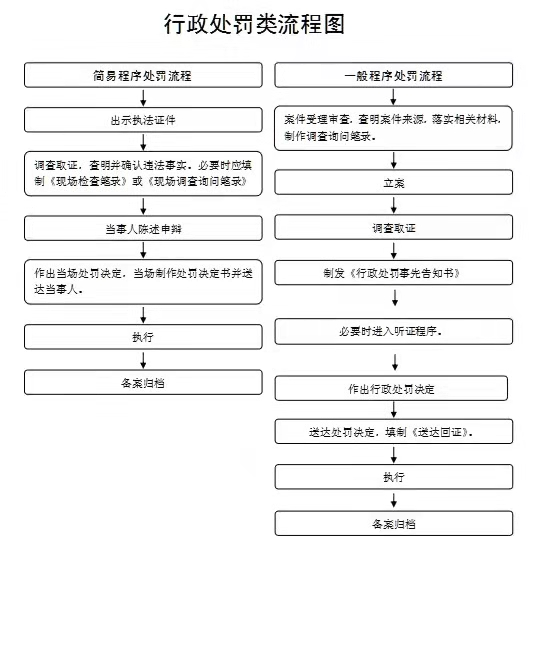 行政处罚类流程图
简易程序处罚流程
出示执法证件
调查取证，查明并确认违法事实。必要时应填
制《现场检查笔录》或《现场调查询问笔录》
当事人陈述申辩
作出当场处罚决定，当场制作处罚决定书并送
达当事人。
执行
备案归档
一般程序处罚流程
案件受理审查，查明案件来源，落实相关材料，
制作调查询问笔录。
立案
调查取证
制发《行政处罚事先告知书》
必要时进入听证程序。
作出行政处罚决定
送达处罚决定，填制《送达回证》。
执行
备案归档